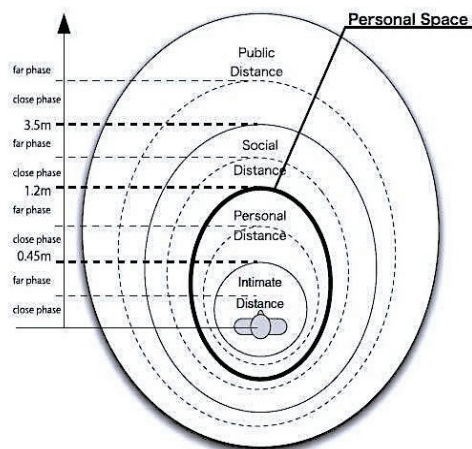 Personal Space
Public
Distance
far phase
close phase
3.5m
far phase
Social
close phase
Distance
1.2m
far phase
Personal
Distance
close phase
0.45m
far phase
Intimate
Distance
close phase